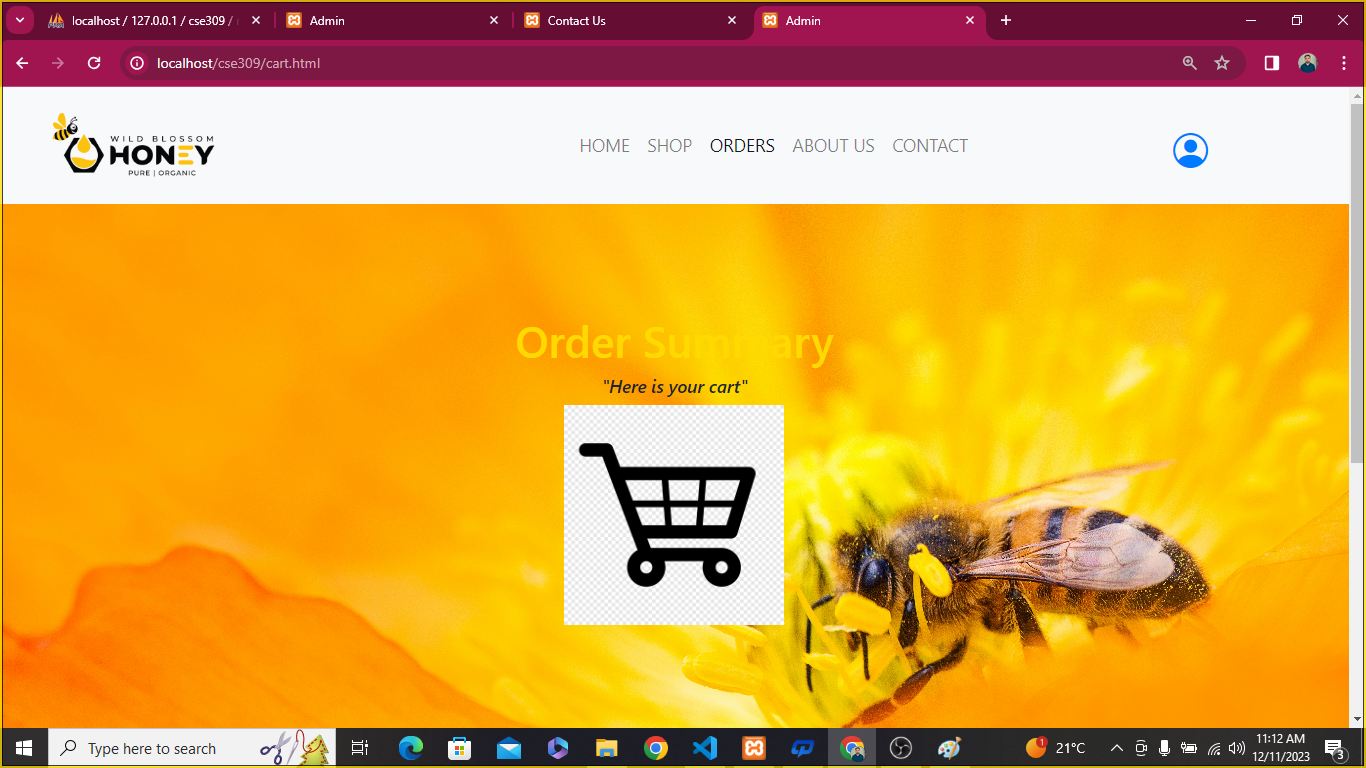 localhost / 127.0.0.1 / cse309 /
Admin
Contact Us
Admin
localhost/cse309/cart.html
WILD BLOSSOM
HONEY
PURE | ORGANIC
HOME
SHOP
ORDERS
ABOUT US
CONTACT
Order Summary
"Here is your cart"
Type here to search
1
21°C
11:12 AM
12/11/2023
3